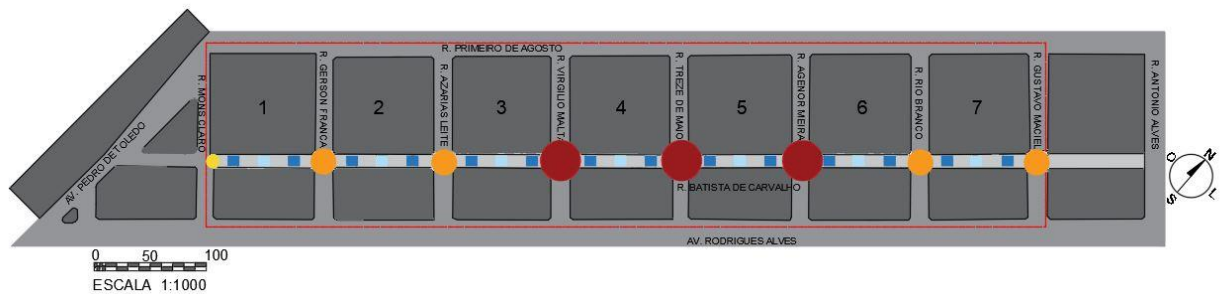 R. PRIMEIRO DE AGOSTO
R. MONS CLARO
R. GERSON FRANCA
R. AZARIAS LEITE
R. VIRGILIO MALTA
R. TREZE DE MAIO
R. AGENOR MEIRA
R. RIO BRANCO
R. GUSTAVO MACIEL
R. ANTONIO ALVES
1
2
3
4
5
6
7
AV. PEDRO DE TOLEDO
R. BATISTA DE CARVALHO
O
N
S
L
AV. RODRIGUES ALVES
0 50 100
ESCALA 1:1000